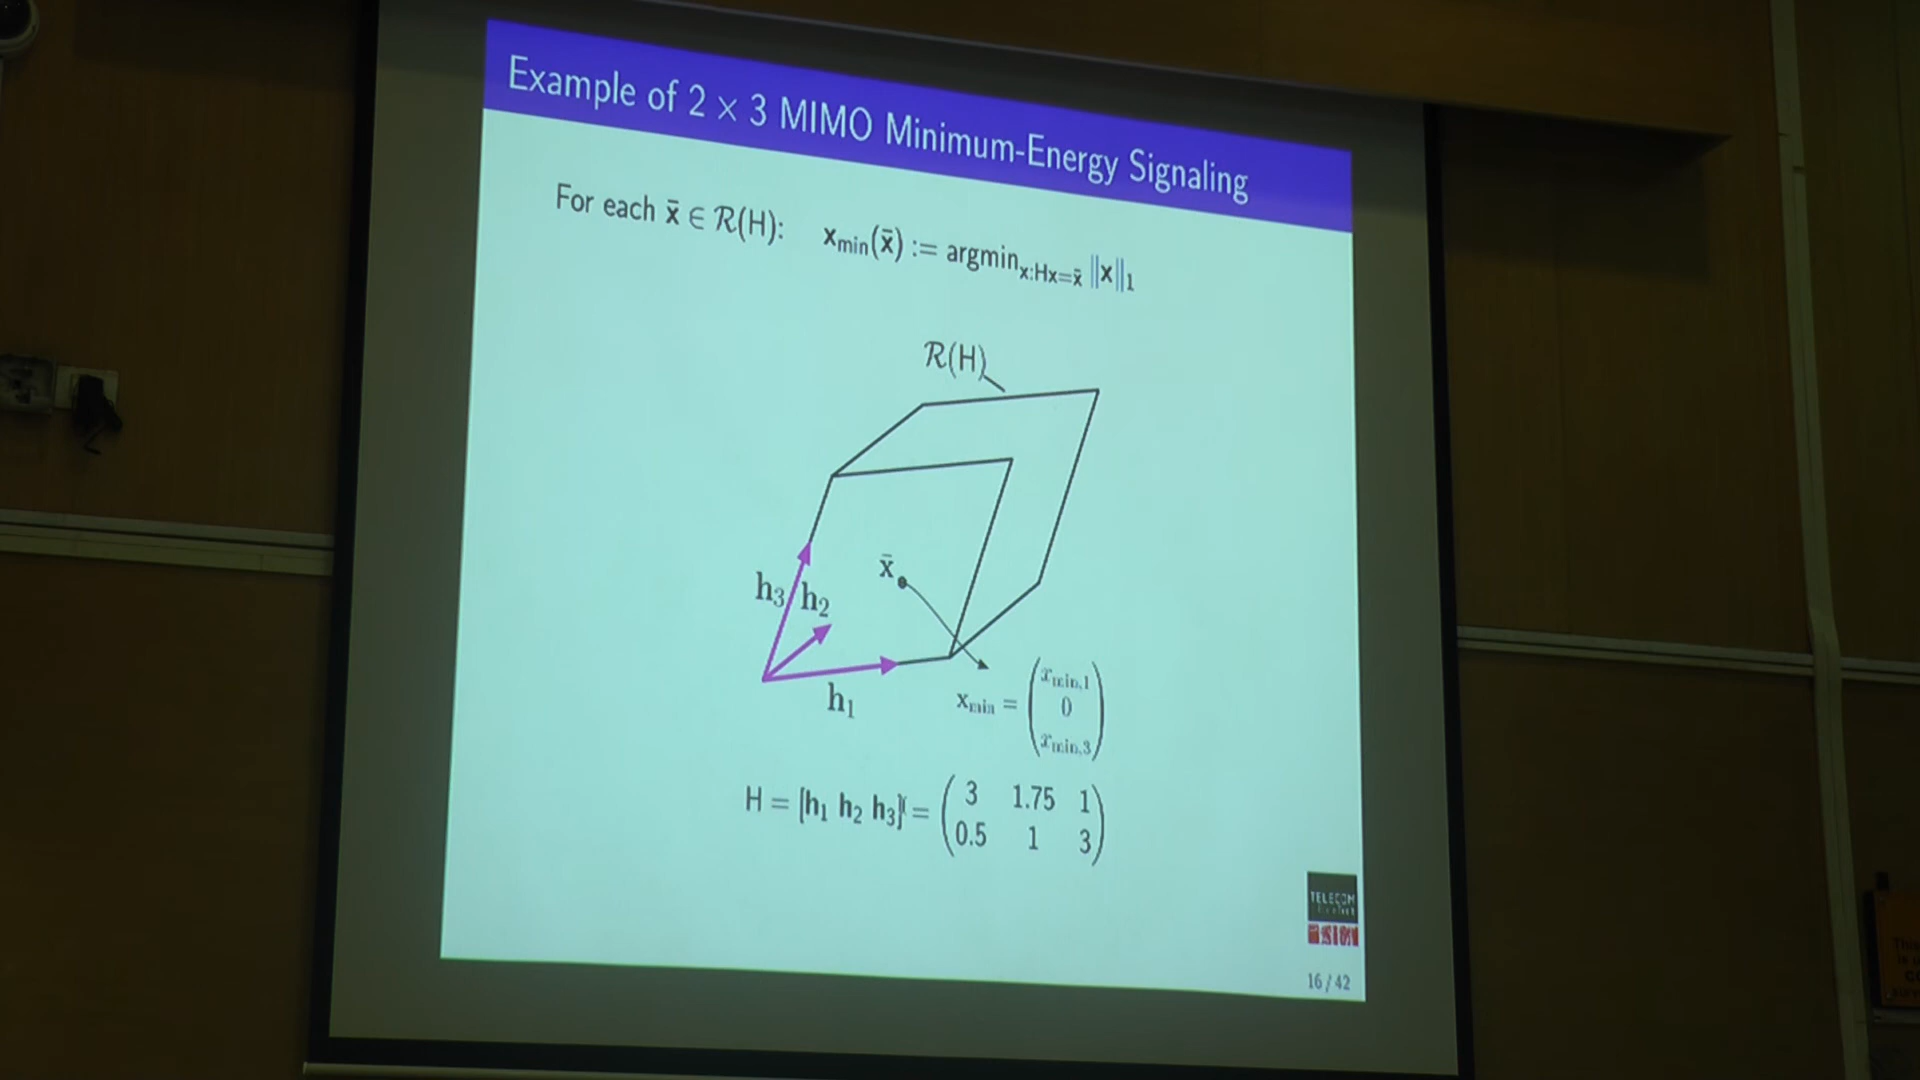 Example of 2 × 3 MIMO Minimum-Energy Signaling
For each x̄ ∈ ℛ(H): x_min(x̄) := argmin_{x:Hx=x̄} ‖x‖₁
ℛ(H)
x̄
h₃ h₂
h₁
x_min = (x_min,1 0 x_min,3)
H = [h₁ h₂ h₃] = (3 1.75 1
0.5 1 3)
TELECOM
16 / 42